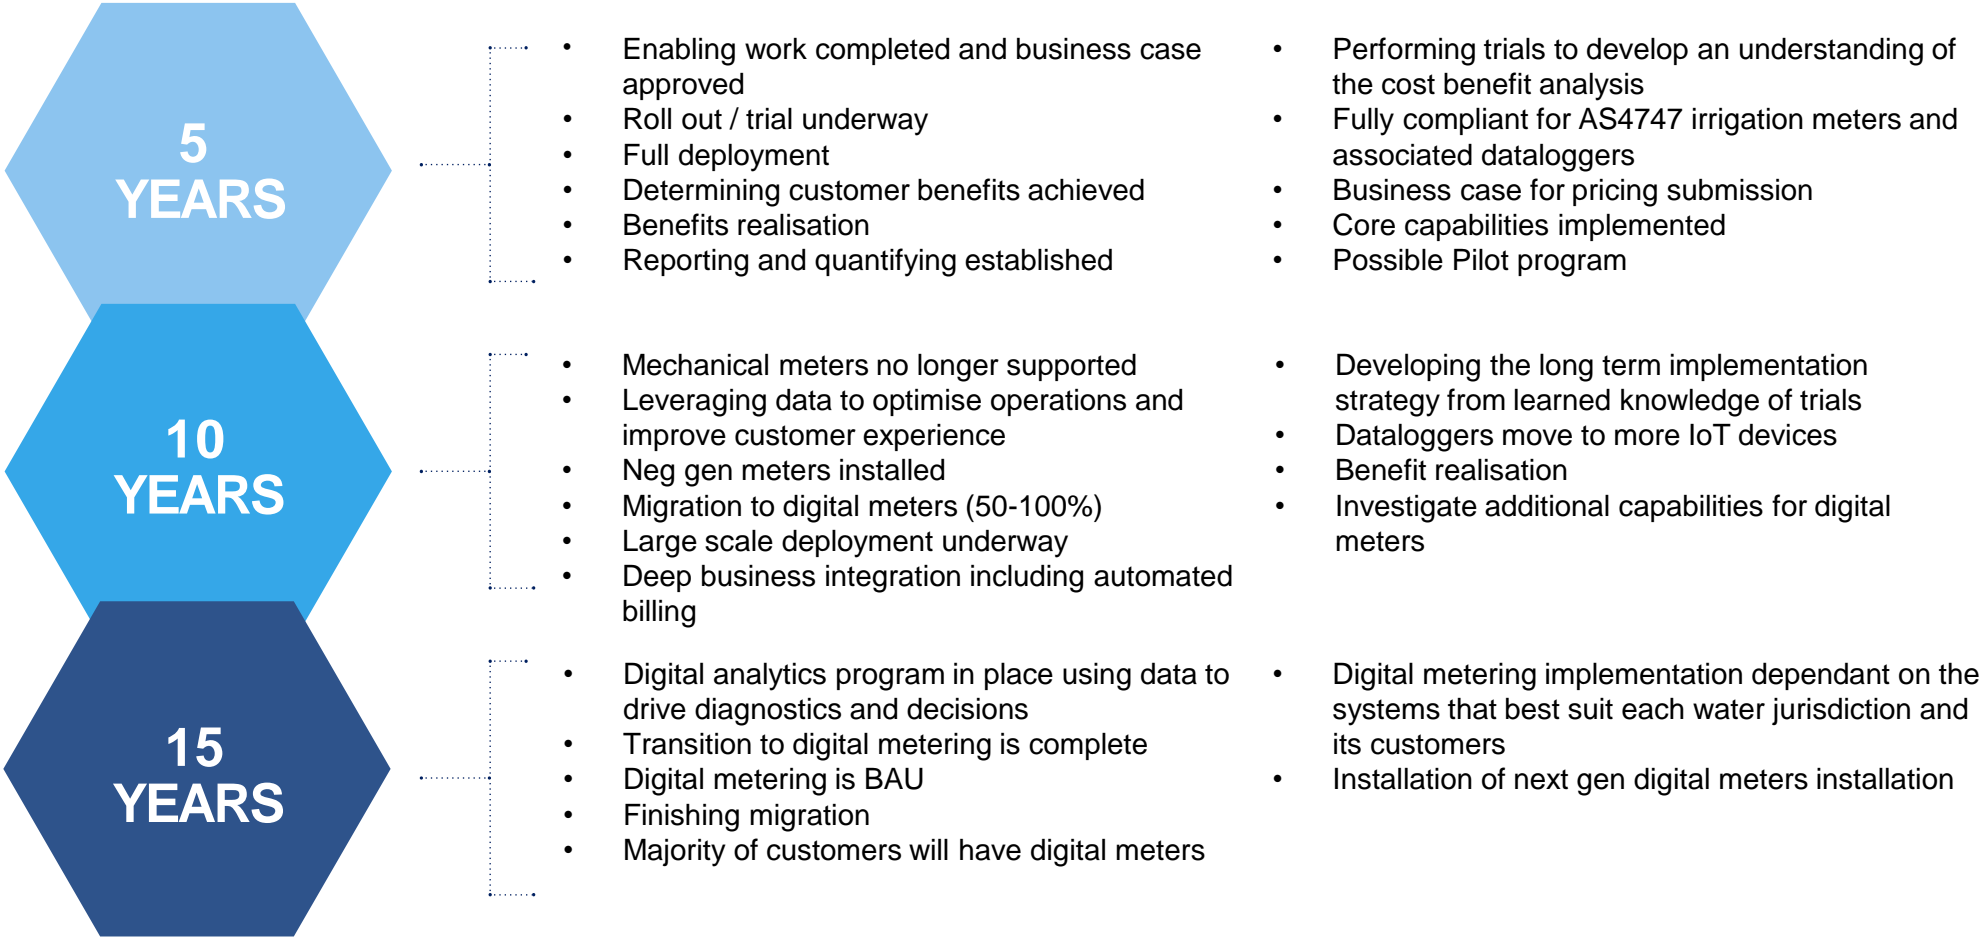 5
YEARS
• Enabling work completed and business case
approved
• Roll out / trial underway
• Full deployment
• Determining customer benefits achieved
• Benefits realisation
• Reporting and quantifying established
• Performing trials to develop an understanding of
the cost benefit analysis
• Fully compliant for AS4747 irrigation meters and
associated dataloggers
• Business case for pricing submission
• Core capabilities implemented
• Possible Pilot program
10
YEARS
• Mechanical meters no longer supported
• Leveraging data to optimise operations and
improve customer experience
• Neg gen meters installed
• Migration to digital meters (50-100%)
• Large scale deployment underway
• Deep business integration including automated
billing
• Developing the long term implementation
strategy from learned knowledge of trials
• Dataloggers move to more IoT devices
• Benefit realisation
• Investigate additional capabilities for digital
meters
15
YEARS
• Digital analytics program in place using data to
drive diagnostics and decisions
• Transition to digital metering is complete
• Digital metering is BAU
• Finishing migration
• Majority of customers will have digital meters
• Digital metering implementation dependant on the
systems that best suit each water jurisdiction and
its customers
• Installation of next gen digital meters installation